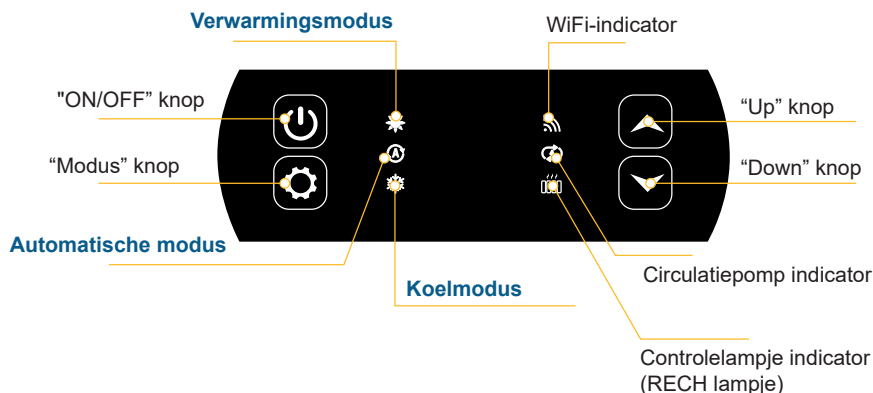 Verwarmingsmodus
WiFi-indicator
"ON/OFF” knop
“Up” knop
“Modus” knop
“Down” knop
A
Automatische modus
Koelmodus
Circulatiepomp indicator
Controlelampje indicator
(RECH lampje)